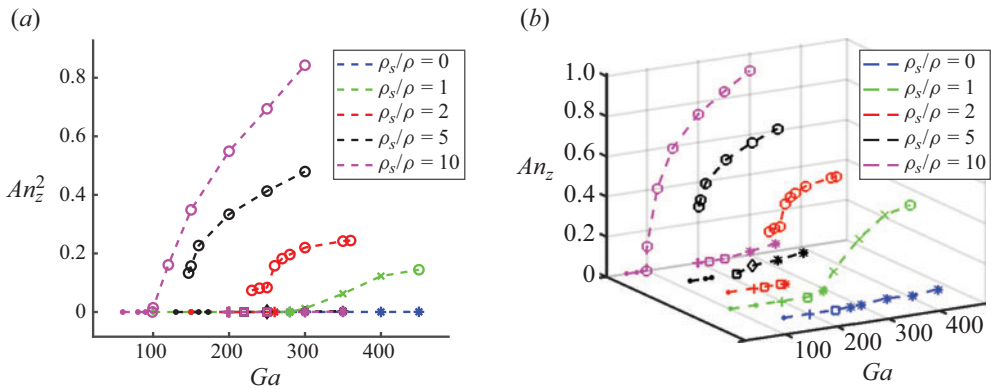 (a)
An_z^2
0.8
0.6
0.4
0.2
0
100 200 300 400
Ga
ρ_s/ρ = 0
ρ_s/ρ = 1
ρ_s/ρ = 2
ρ_s/ρ = 5
ρ_s/ρ = 10
(b)
An_z
1.0
0.8
0.6
0.4
0.2
0
100 200 300 400
Ga
ρ_s/ρ = 0
ρ_s/ρ = 1
ρ_s/ρ = 2
ρ_s/ρ = 5
ρ_s/ρ = 10